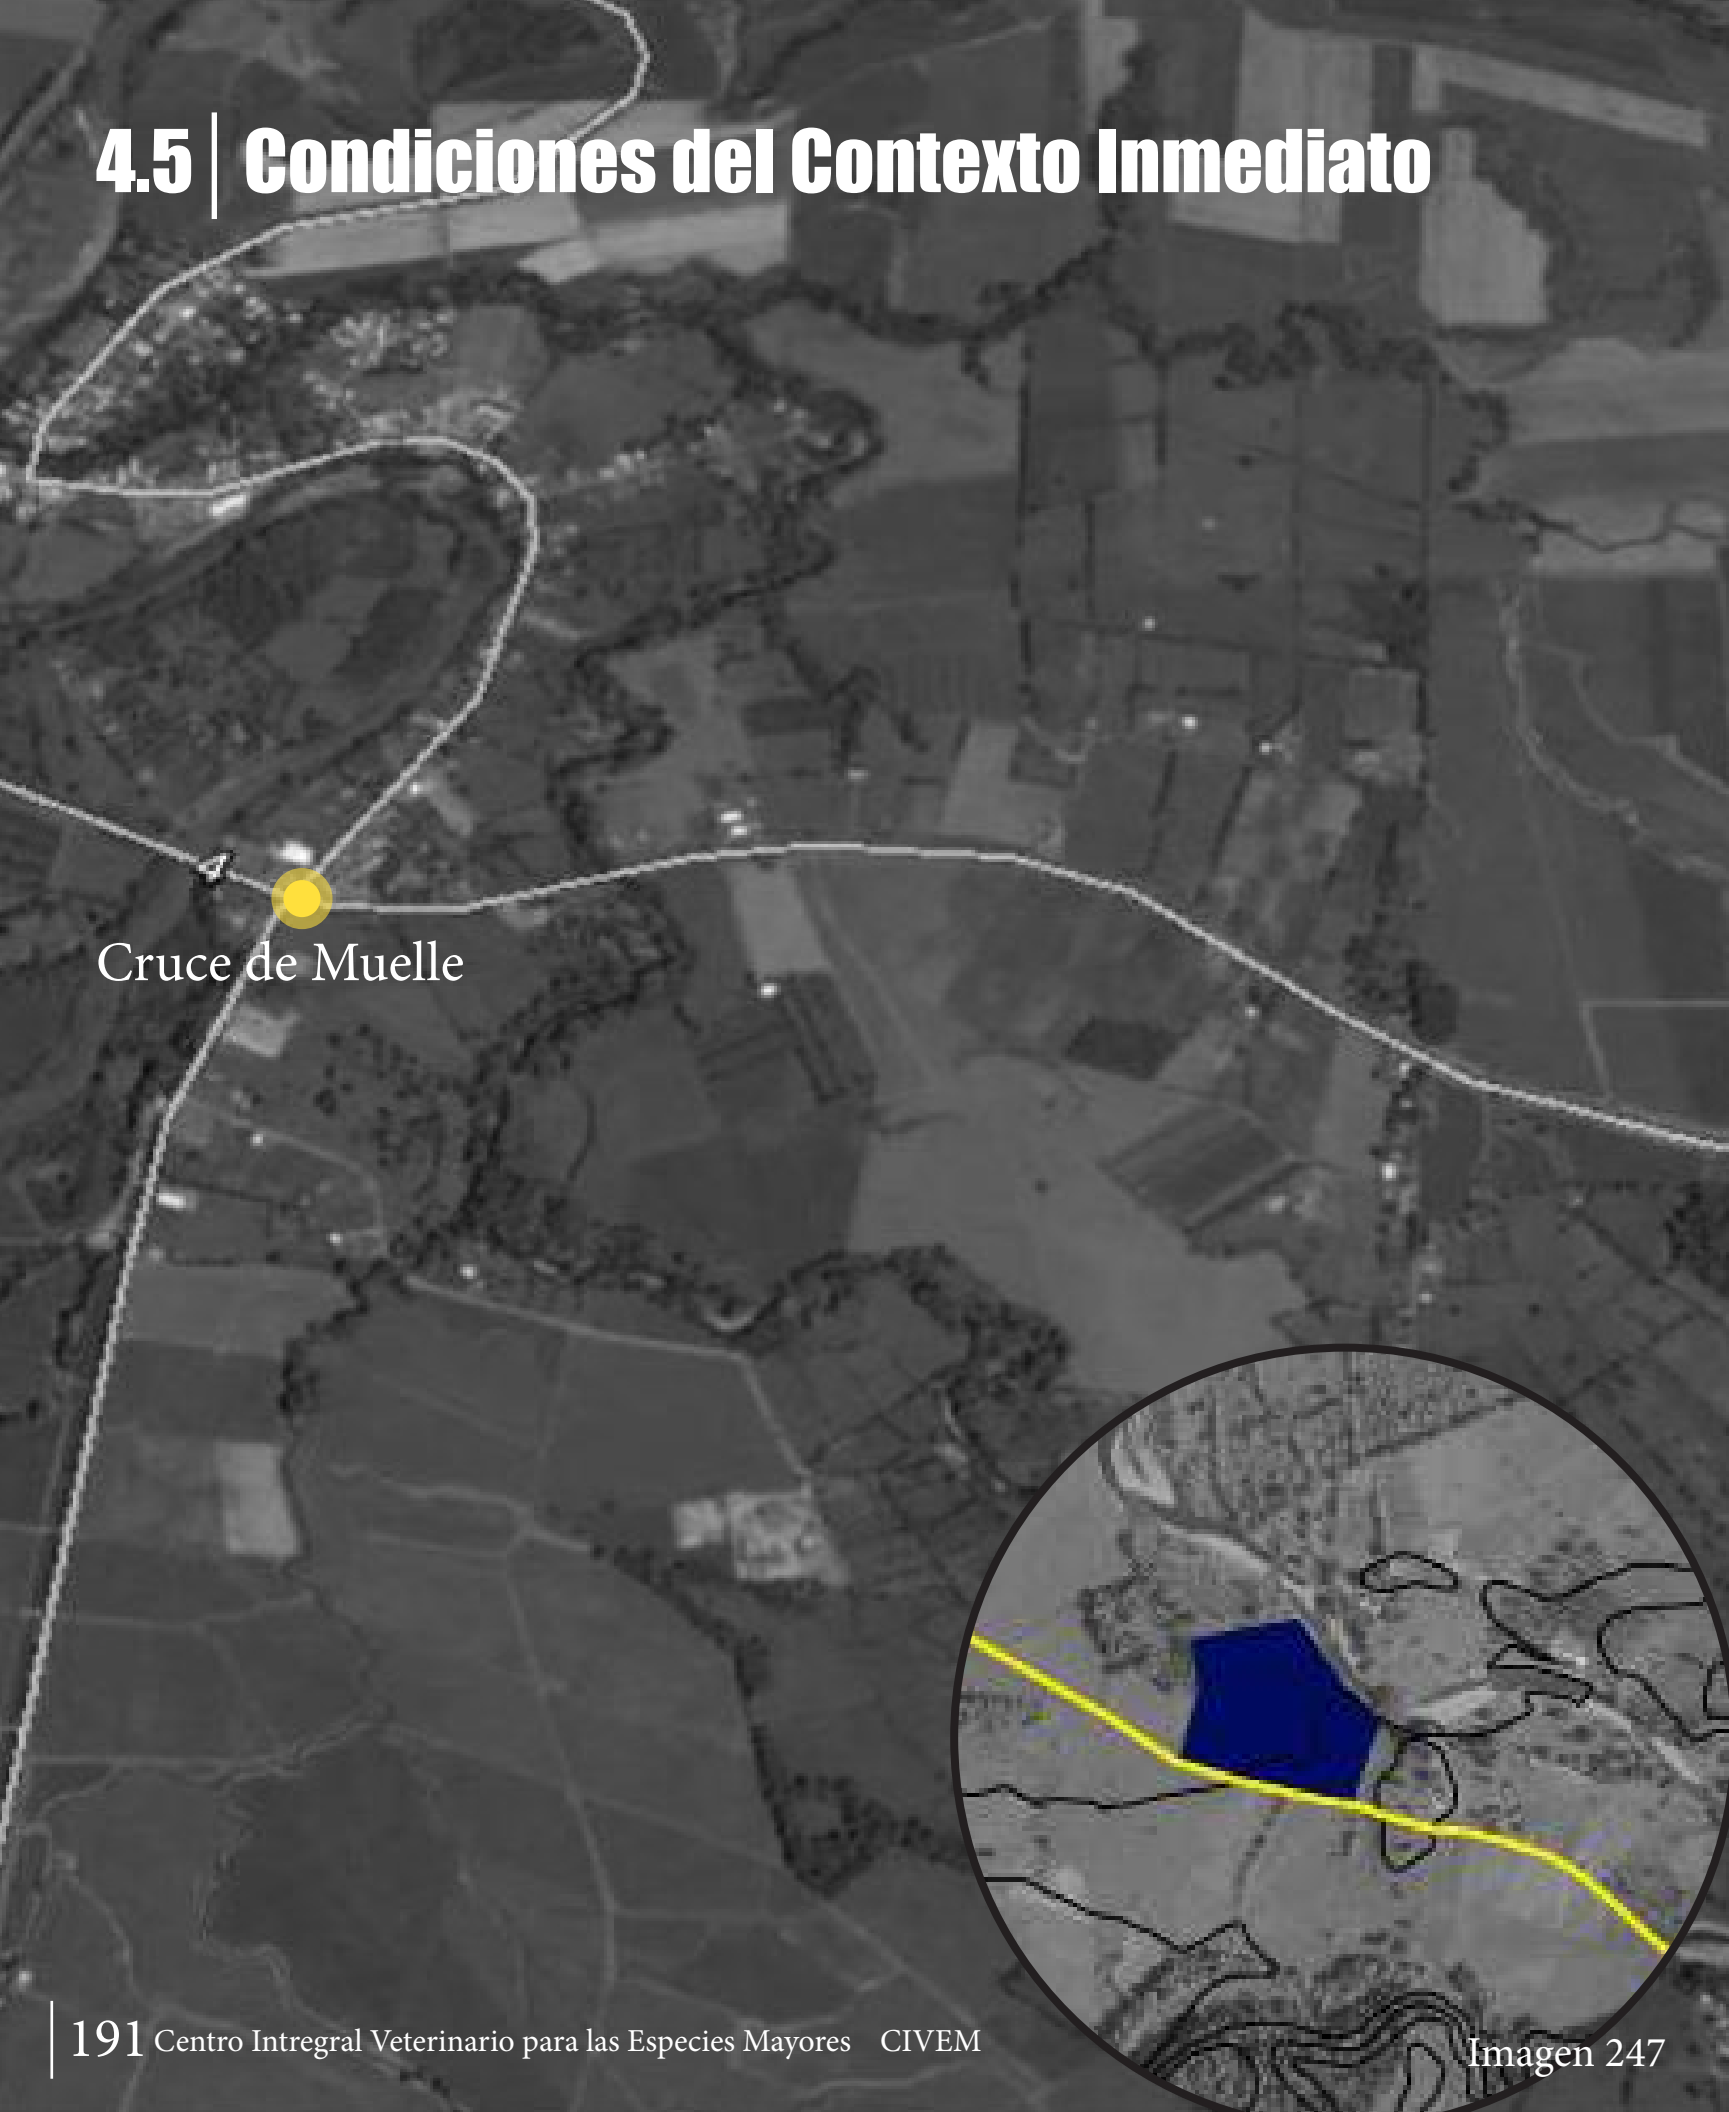 4.5 Condiciones del Contexto Inmediato
Cruce de Muelle
191 Centro Intregral Veterinario para las Especies Mayores CIVEM
Imagen 247